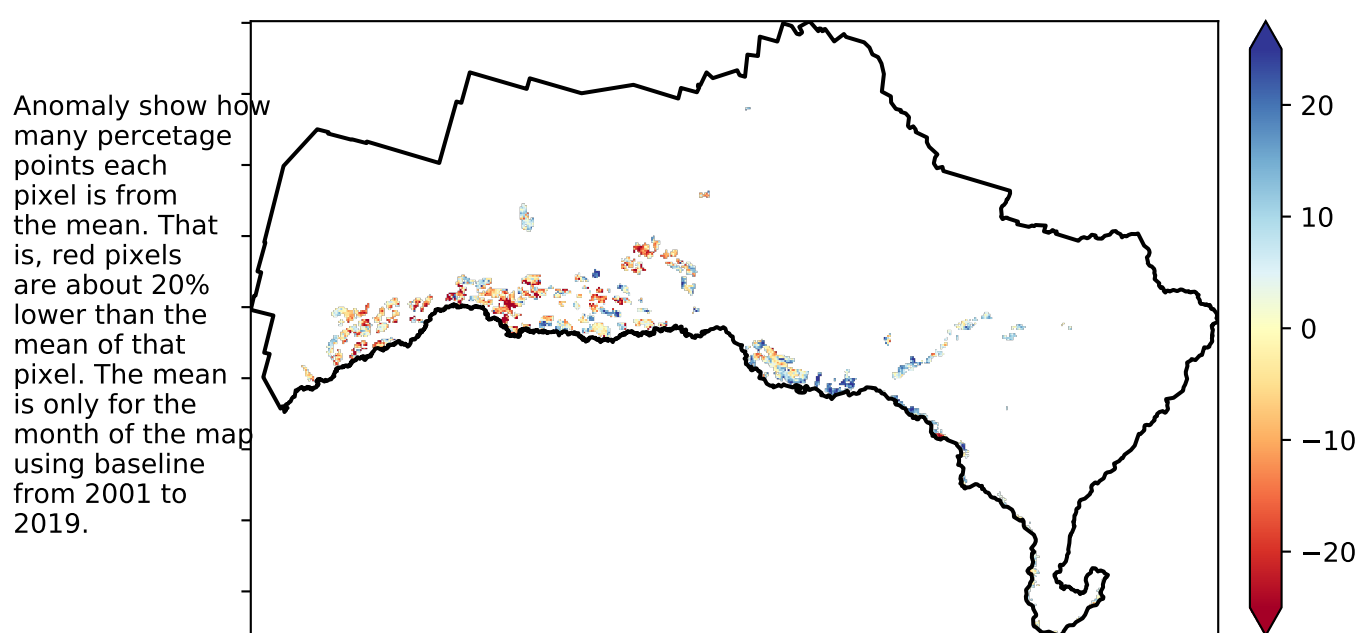 Anomaly show how
many percetage
points each
pixel is from
the mean. That
is, red pixels
are about 20%
lower than the
mean of that
pixel. The mean
is only for the
month of the map
using baseline
from 2001 to
2019.
20
10
0
−10
−20